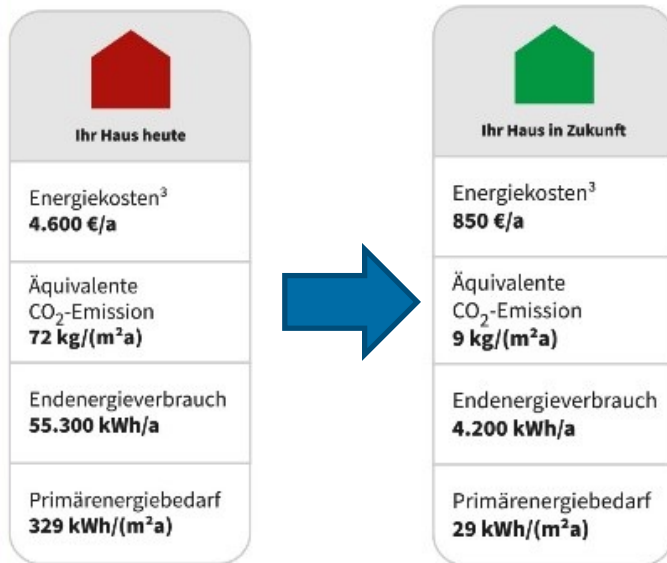 Ihr Haus heute
Energiekosten³
4.600 €/a
Äquivalente
CO₂-Emission
72 kg/(m²a)
Endenergieverbrauch
55.300 kWh/a
Primärenergiebedarf
329 kWh/(m²a)
Ihr Haus in Zukunft
Energiekosten³
850 €/a
Äquivalente
CO₂-Emission
9 kg/(m²a)
Endenergieverbrauch
4.200 kWh/a
Primärenergiebedarf
29 kWh/(m²a)